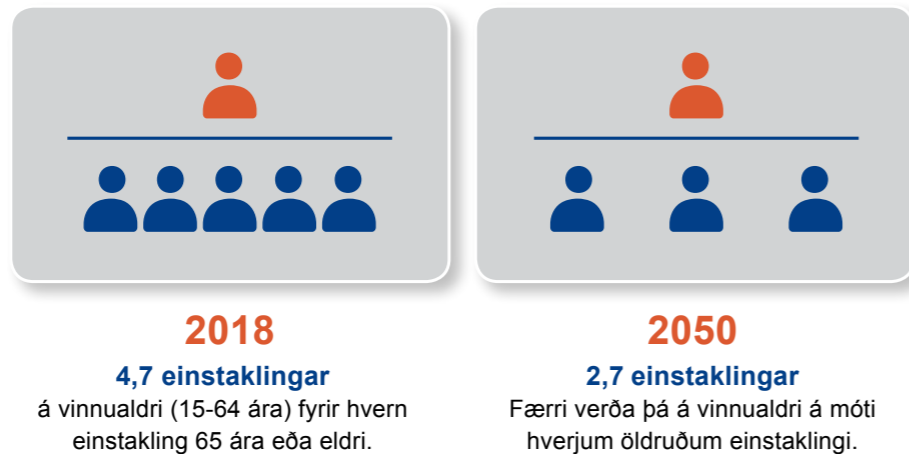 2018
4,7 einstaklingar
á vinnualdri (15-64 ára) fyrir hvern
einstakling 65 ára eða eldri.
2050
2,7 einstaklingar
Færri verða þá á vinnualdri á móti
hverjum öldruðum einstaklingi.